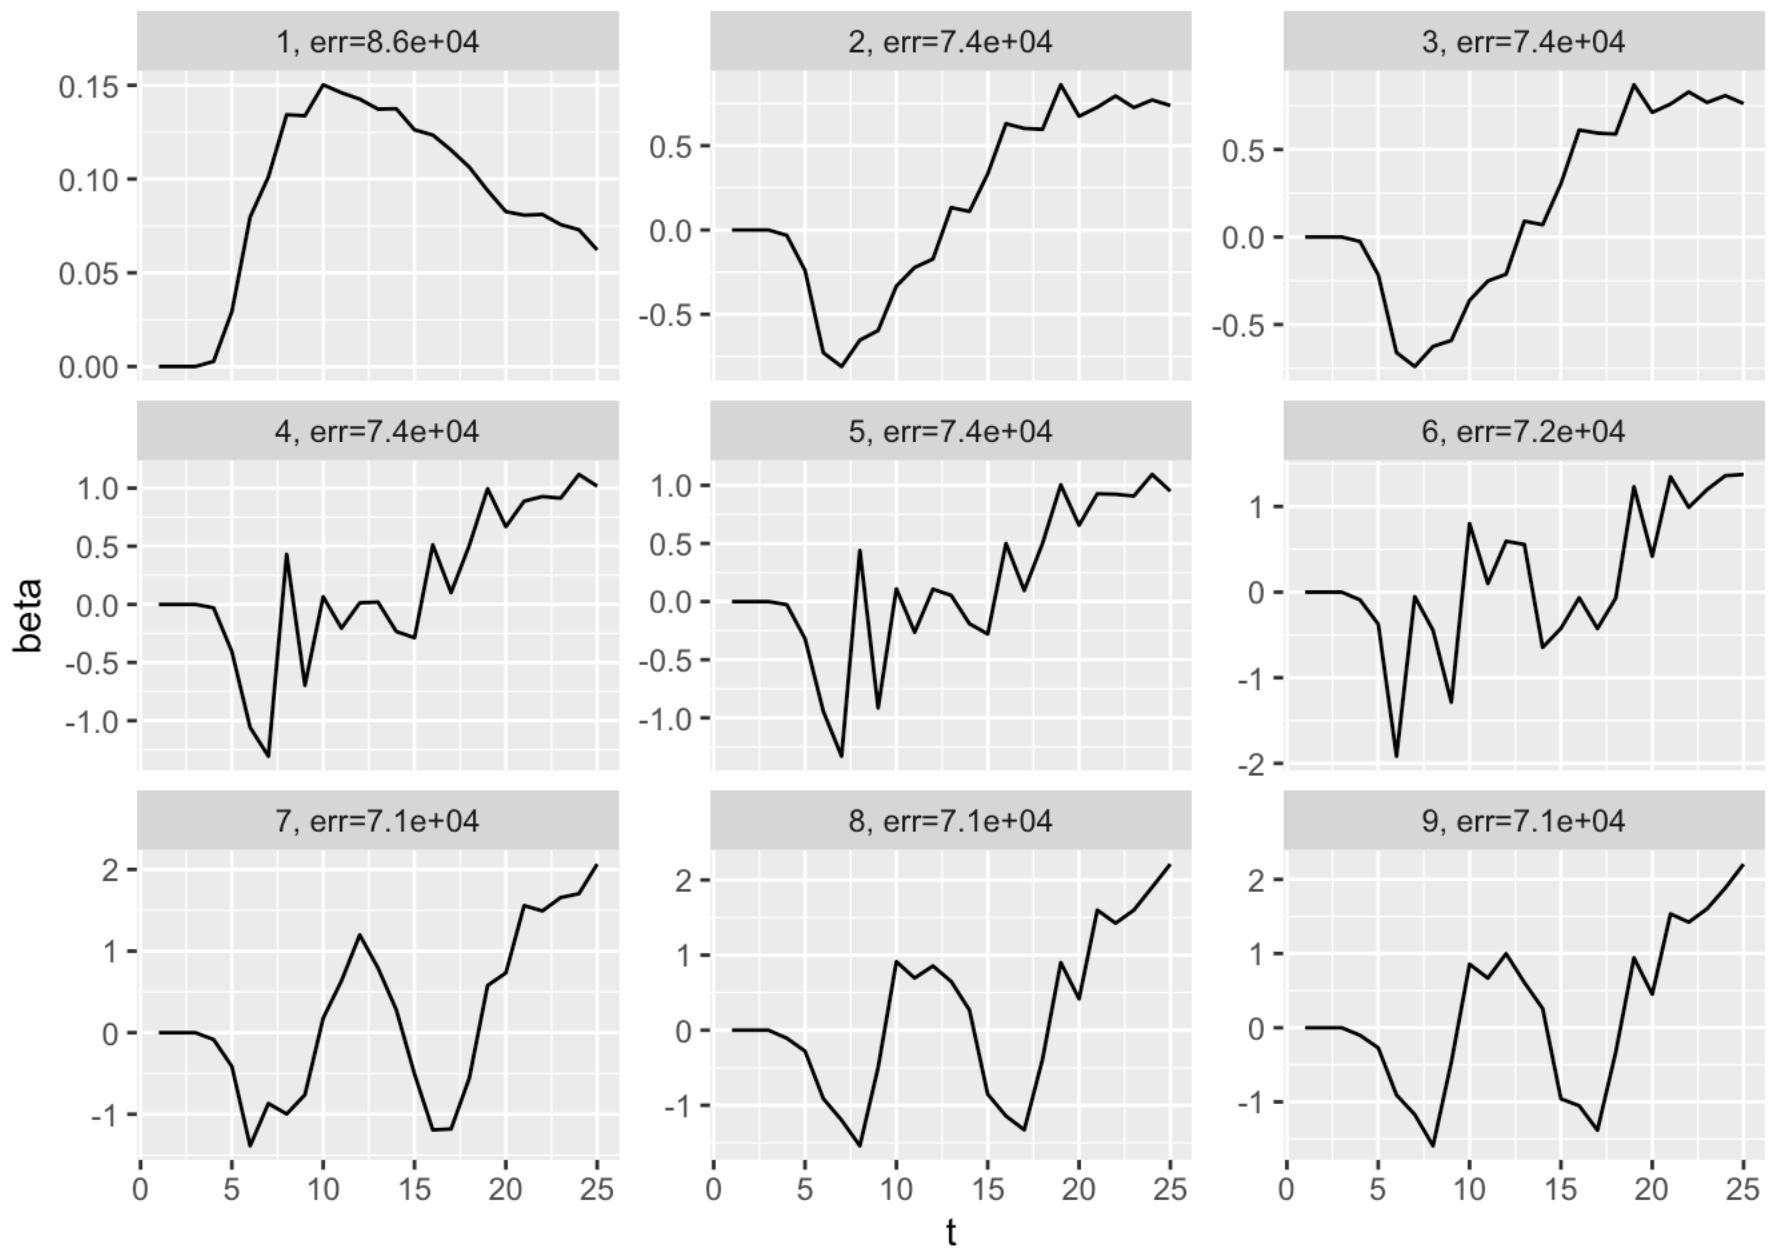 1, err=8.6e+04
2, err=7.4e+04
3, err=7.4e+04
0.15
0.10
0.05
0.00
0.5
0.0
-0.5
0.5
0.0
-0.5
4, err=7.4e+04
5, err=7.4e+04
6, err=7.2e+04
1.0
0.5
0.0
-0.5
-1.0
1.0
0.5
0.0
-0.5
-1.0
1
0
-1
-2
beta
7, err=7.1e+04
8, err=7.1e+04
9, err=7.1e+04
2
1
0
-1
2
1
0
-1
2
1
0
-1
0 5 10 15 20 25
0 5 10 15 20 25
0 5 10 15 20 25
t